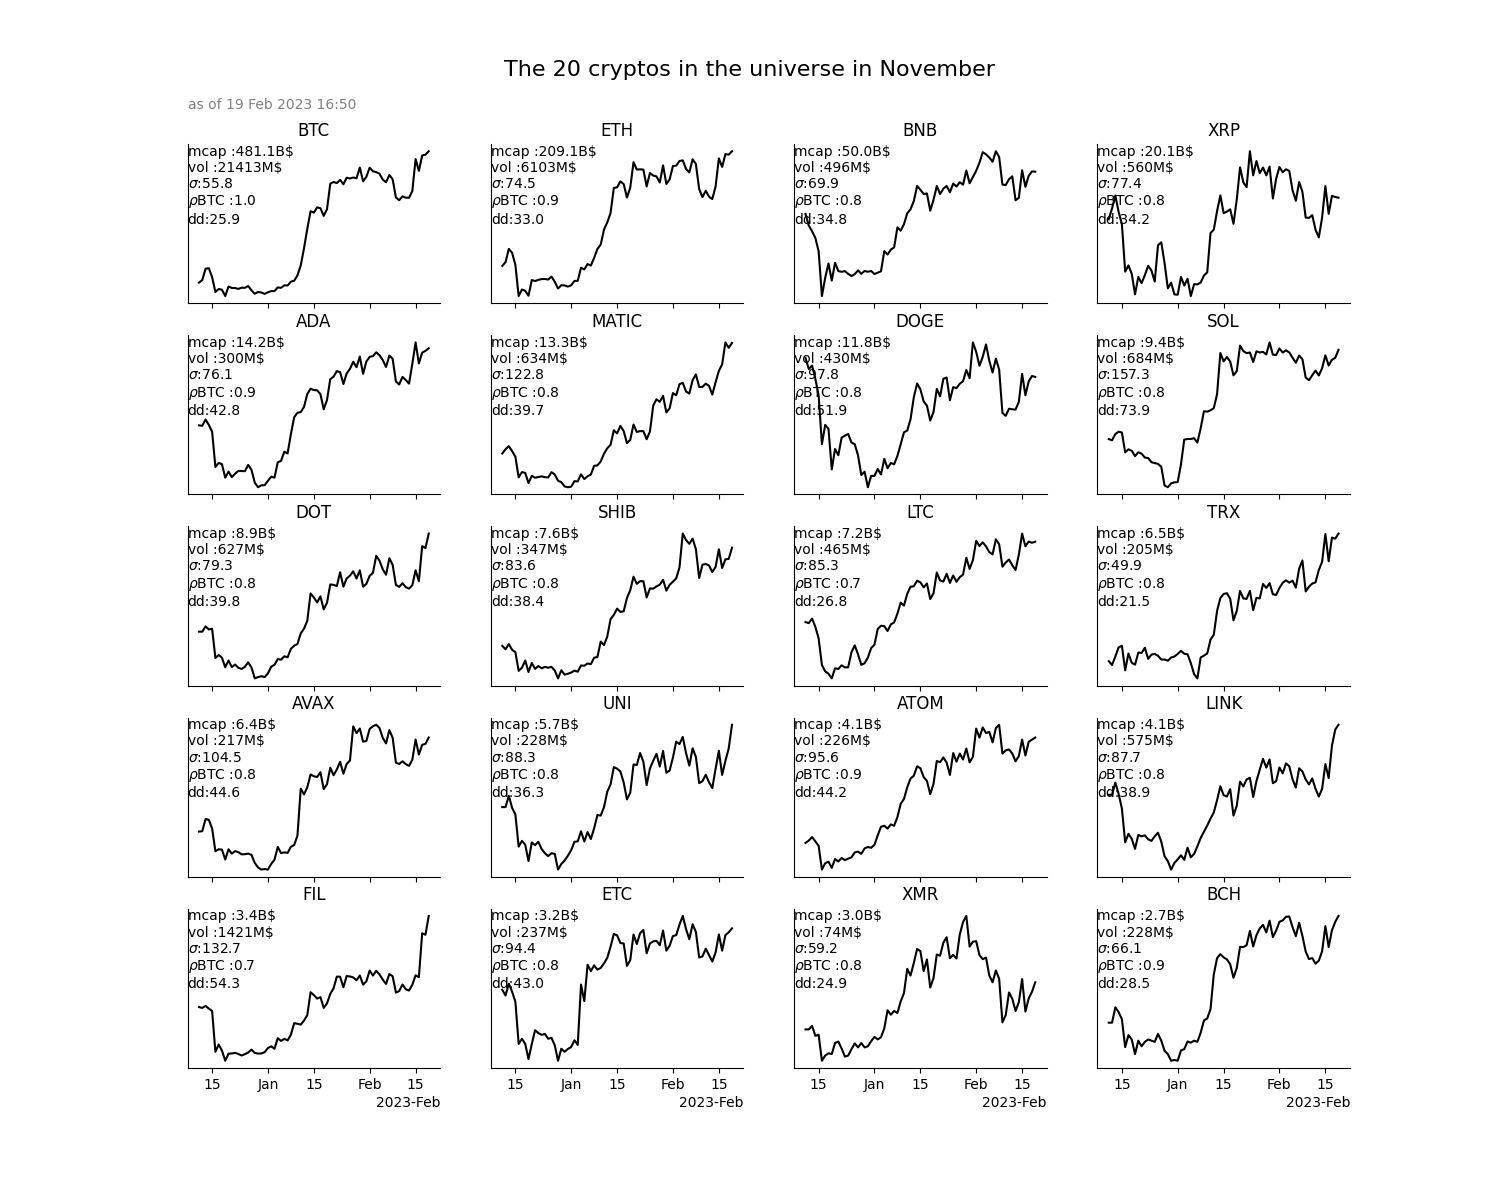 The 20 cryptos in the universe in November
as of 19 Feb 2023 16:50
BTC
mcap :481.1B$
vol :21413M$
σ:55.8
ρBTC :1.0
dd:25.9
ETH
mcap :209.1B$
vol :6103M$
σ:74.5
ρBTC :0.9
dd:33.0
BNB
mcap :50.0B$
vol :496M$
σ:69.9
ρBTC :0.8
dd:34.8
XRP
mcap :20.1B$
vol :560M$
σ:77.4
ρBTC :0.8
dd:34.2
ADA
mcap :14.2B$
vol :300M$
σ:76.1
ρBTC :0.9
dd:42.8
MATIC
mcap :13.3B$
vol :634M$
σ:122.8
ρBTC :0.8
dd:39.7
DOGE
mcap :11.8B$
vol :430M$
σ:97.8
ρBTC :0.8
dd:51.9
SOL
mcap :9.4B$
vol :684M$
σ:157.3
ρBTC :0.8
dd:73.9
DOT
mcap :8.9B$
vol :627M$
σ:79.3
ρBTC :0.8
dd:39.8
SHIB
mcap :7.6B$
vol :347M$
σ:83.6
ρBTC :0.8
dd:38.4
LTC
mcap :7.2B$
vol :465M$
σ:85.3
ρBTC :0.7
dd:26.8
TRX
mcap :6.5B$
vol :205M$
σ:49.9
ρBTC :0.8
dd:21.5
AVAX
mcap :6.4B$
vol :217M$
σ:104.5
ρBTC :0.8
dd:44.6
UNI
mcap :5.7B$
vol :228M$
σ:88.3
ρBTC :0.8
dd:36.3
ATOM
mcap :4.1B$
vol :226M$
σ:95.6
ρBTC :0.9
dd:44.2
LINK
mcap :4.1B$
vol :575M$
σ:87.7
ρBTC :0.8
dd:38.9
FIL
mcap :3.4B$
vol :1421M$
σ:132.7
ρBTC :0.7
dd:54.3
ETC
mcap :3.2B$
vol :237M$
σ:94.4
ρBTC :0.8
dd:43.0
XMR
mcap :3.0B$
vol :74M$
σ:59.2
ρBTC :0.8
dd:24.9
BCH
mcap :2.7B$
vol :228M$
σ:66.1
ρBTC :0.9
dd:28.5
15 Jan 15 Feb 15
2023-Feb
15 Jan 15 Feb 15
2023-Feb
15 Jan 15 Feb 15
2023-Feb
15 Jan 15 Feb 15
2023-Feb